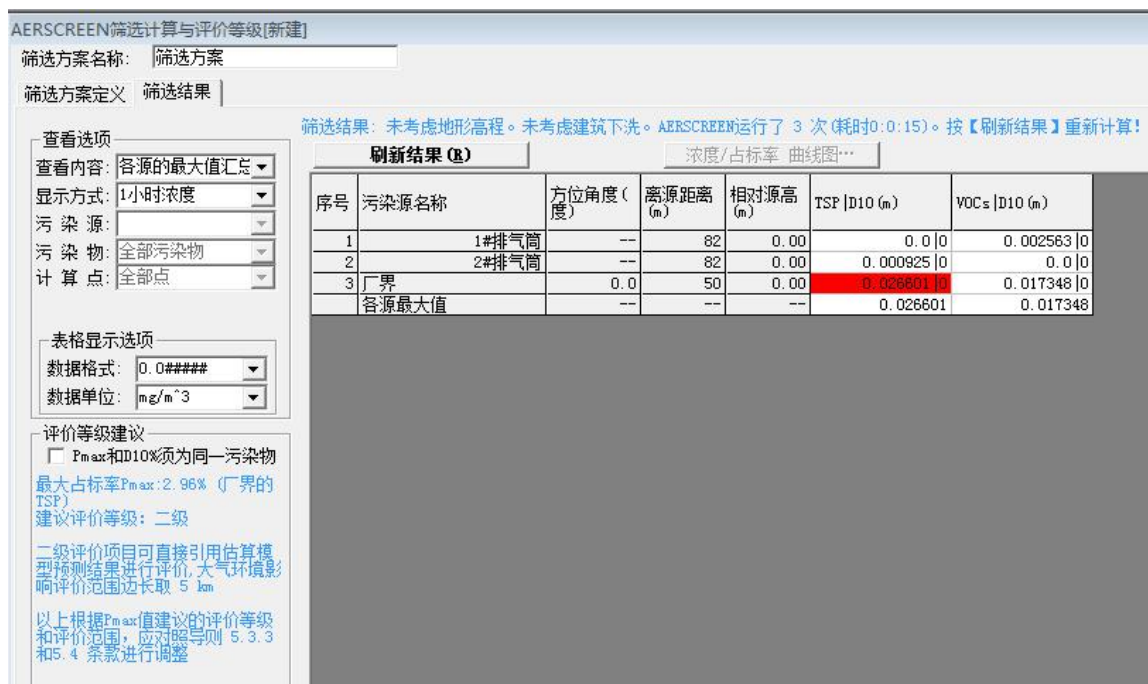 AERSCREEN筛选计算与评价等级[新建]
筛选方案名称: 筛选方案
筛选方案定义 筛选结果
筛选结果: 未考虑地形高程。未考虑建筑下洗。AERSCREEN运行了 3 次(耗时0:0:15)。按【刷新结果】重新计算!
查看选项
查看内容: 各源的最大值汇总
显示方式: 1小时浓度
污 染 源:
污 染 物: 全部污染物
计 算 点: 全部点
刷新结果(R) 浓度/占标率 曲线图…
序号 污染源名称 方位角度(度) 离源距离(m) 相对源高(m) TSP|D10(m) VOCs|D10(m)
1 1#排气筒 -- 82 0.00 0.0|0 0.002563|0
2 2#排气筒 -- 82 0.00 0.000925|0 0.0|0
3 厂界 0.0 50 0.00 0.026601|0 0.017348|0
各源最大值 -- -- -- 0.026601 0.017348
表格显示选项
数据格式: 0.0#####
数据单位: mg/m^3
评价等级建议
Pmax和D10%须为同一污染物
最大占标率Pmax:2.96% (厂界的
TSP)
建议评价等级: 二级
二级评价项目可直接引用估算模
型预测结果进行评价,大气环境影
响评价范围边长取 5 km
以上根据Pmax值建议的评价等级
和评价范围,应对照导则 5.3.3
和5.4 条款进行调整